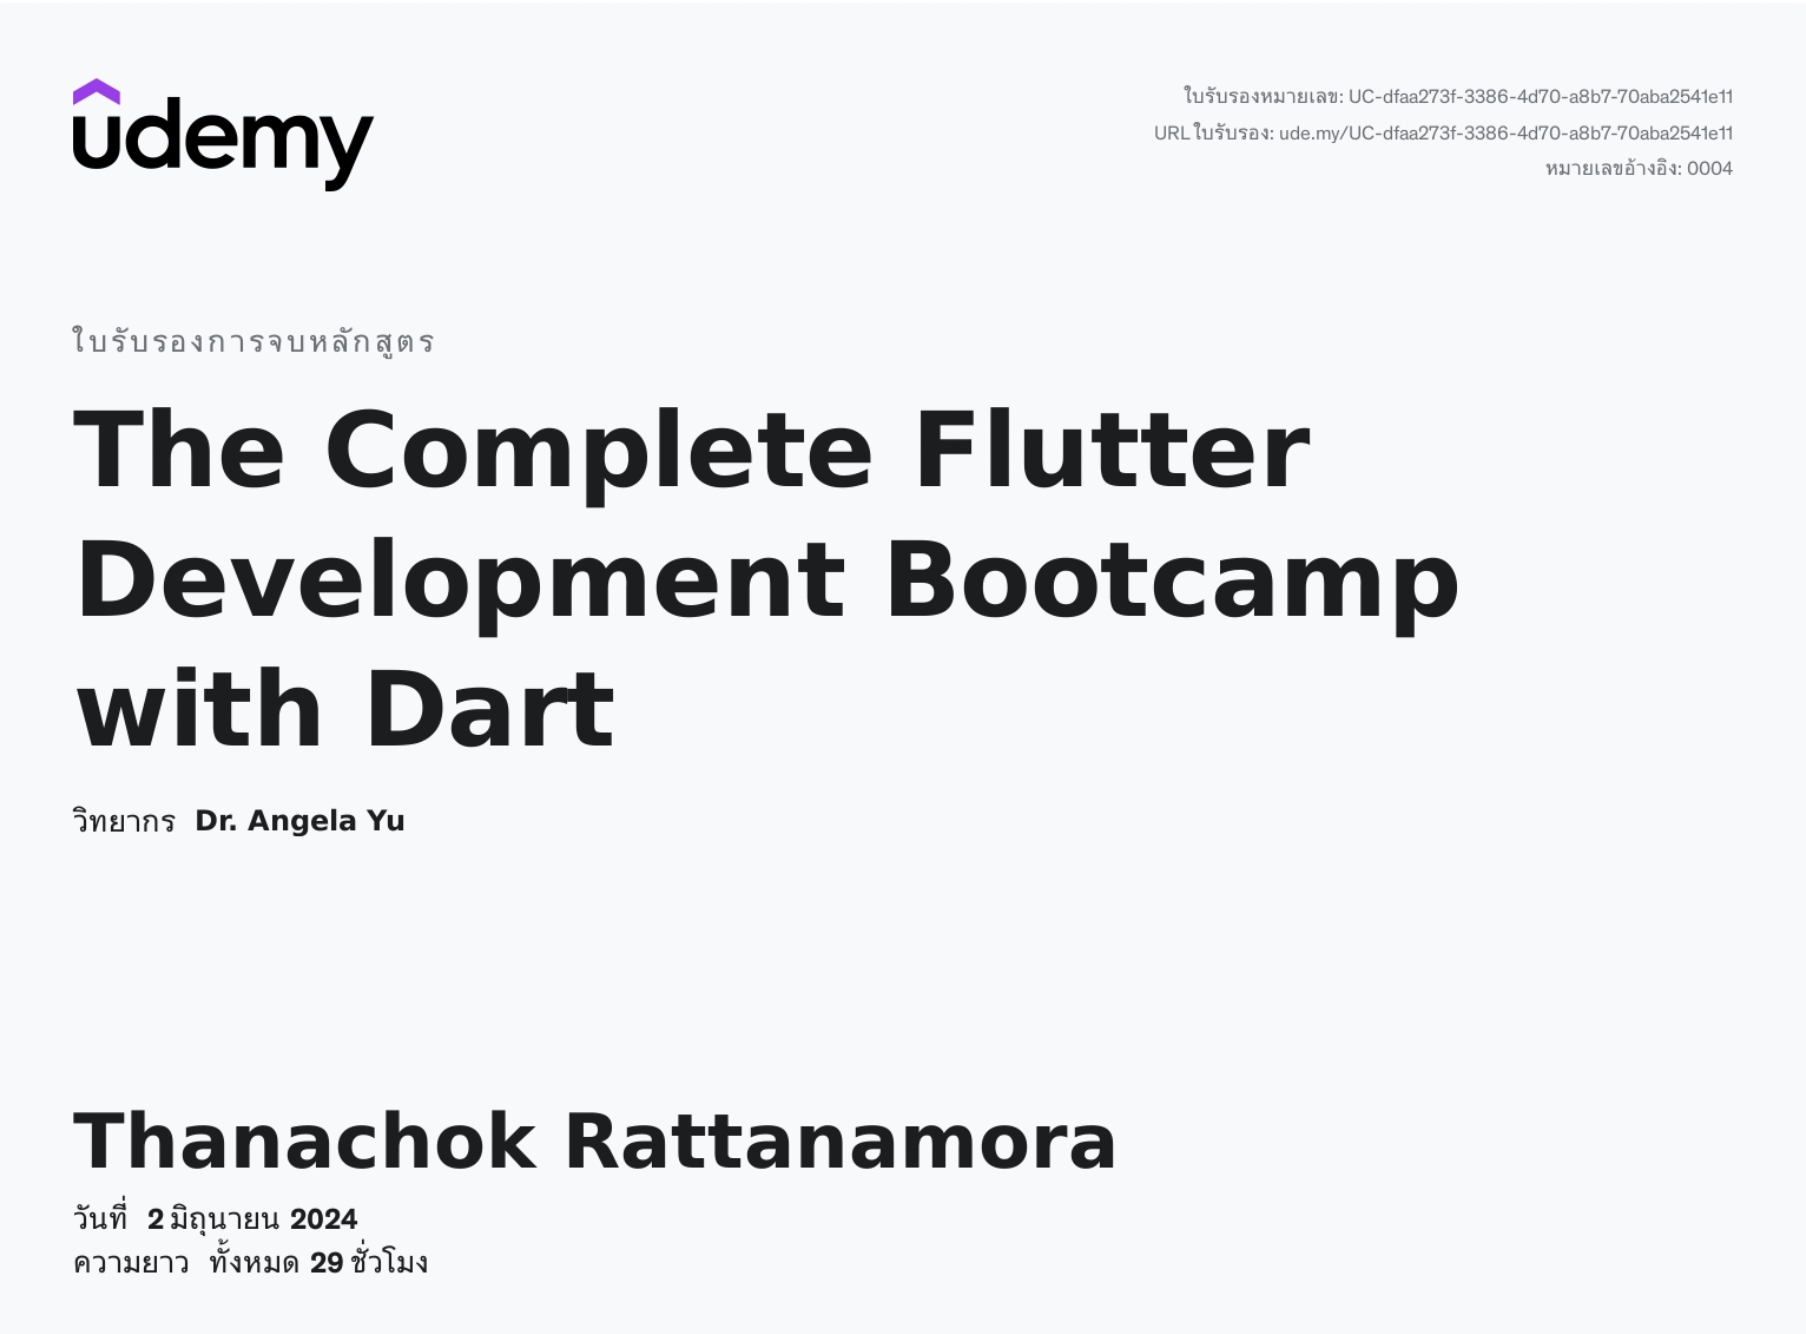 udemy
ใบรับรองหมายเลข: UC-dfaa273f-3386-4d70-a8b7-70aba2541e11
URL ใบรับรอง: ude.my/UC-dfaa273f-3386-4d70-a8b7-70aba2541e11
หมายเลขอ้างอิง: 0004
ใบรับรองการจบหลักสูตร
The Complete Flutter
Development Bootcamp
with Dart
วิทยากร Dr. Angela Yu
Thanachok Rattanamora
วันที่ 2 มิถุนายน 2024
ความยาว ทั้งหมด 29 ชั่วโมง